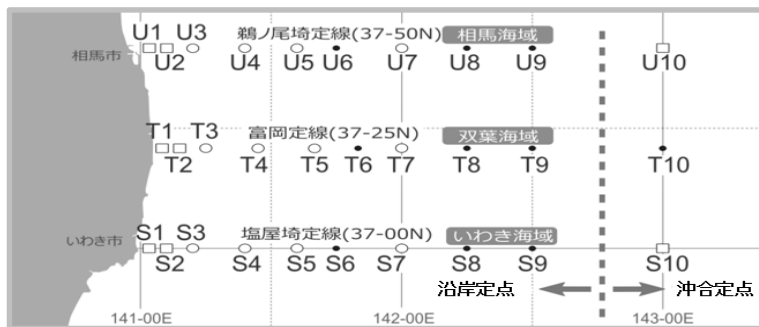 U1 U3 鵜ノ尾埼定線(37-50N) 相馬海域
相馬市 U2 U4 U5 U6 U7 U8 U9 U10
T1 T3 富岡定線(37-25N) 双葉海域
T2 T4 T5 T6 T7 T8 T9 T10
いわき市 S1 S3 塩屋埼定線(37-00N) いわき海域
S2 S4 S5 S6 S7 S8 S9 S10
沿岸定点 沖合定点
141-00E 142-00E 143-00E